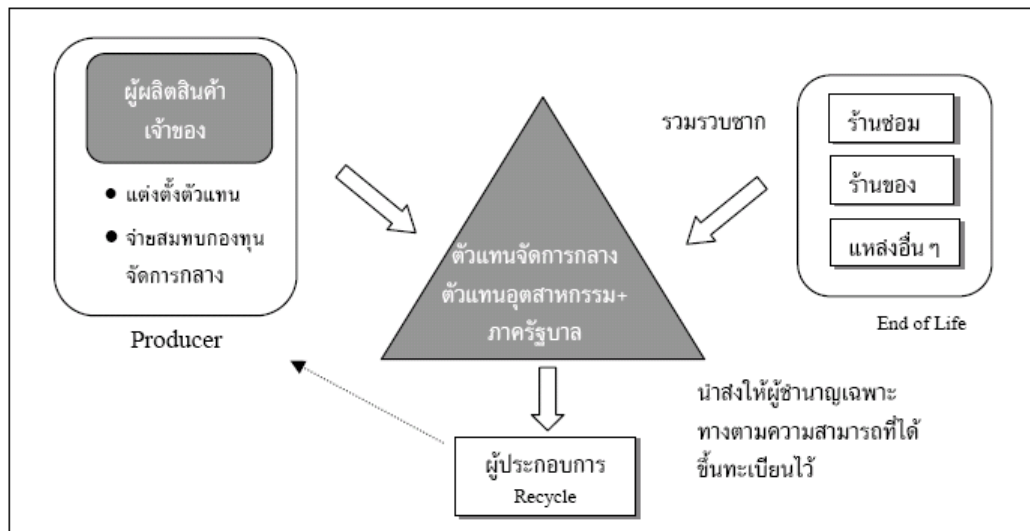 ผู้ผลิตสินค้า
เจ้าของ
● แต่งตั้งตัวแทน
● จ่ายสมทบกองทุน
จัดการกลาง
Producer
ตัวแทนจัดการกลาง
ตัวแทนอุตสาหกรรม+
ภาครัฐบาล
รวมรวบซาก
ร้านซ่อม
ร้านของ
แหล่งอื่น ๆ
End of Life
นำส่งให้ผู้ชำนาญเฉพาะ
ทางตามความสามารถที่ได้
ขึ้นทะเบียนไว้
ผู้ประกอบการ
Recycle